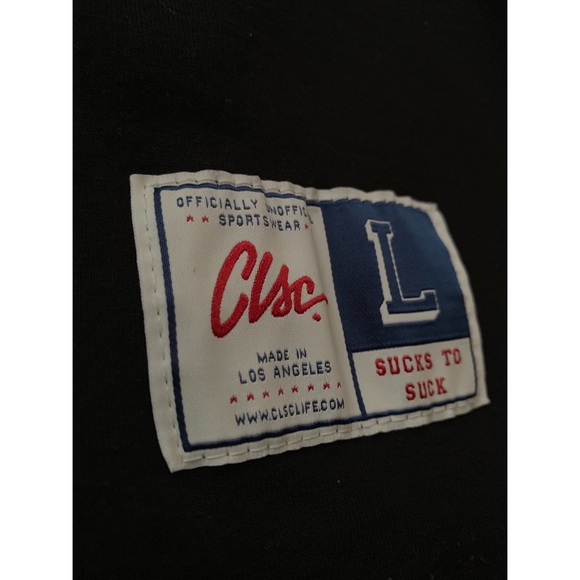 OFFICIALLY UNOFFICIAL
SPORTSWEAR
Clsc.
MADE IN
LOS ANGELES
WWW.CLSCLIFE.COM
L
SUCKS TO
SUCK